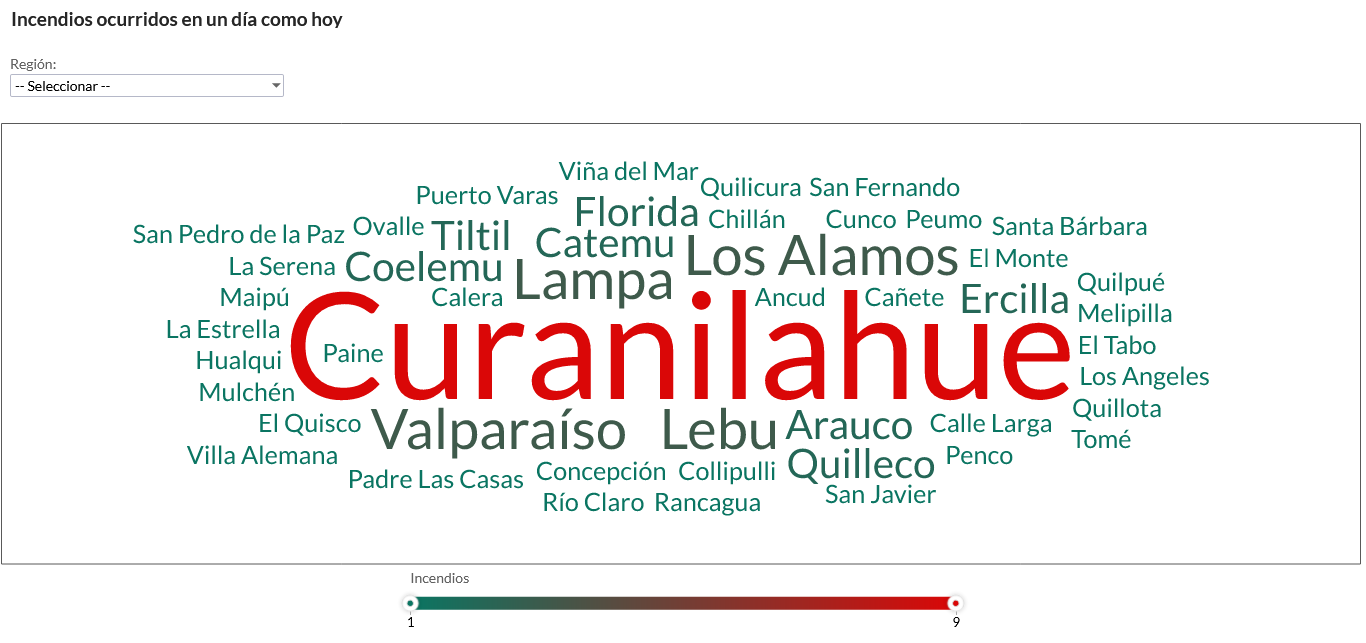 Incendios ocurridos en un día como hoy
Región:
-- Seleccionar --
Viña del Mar
Puerto Varas
Quilicura
San Fernando
Florida
Chillán
Cunco
Peumo
Santa Bárbara
San Pedro de la Paz
Ovalle
Tiltil
Catemu
Los Alamos
El Monte
La Serena
Coelemu
Lampa
Quilpué
Maipú
Calera
Ancud
Cañete
Ercilla
Melipilla
La Estrella
Curanilahue
Paine
El Tabo
Hualqui
Los Angeles
Mulchén
Quillota
El Quisco
Valparaíso
Lebu
Arauco
Calle Larga
Tomé
Villa Alemana
Quilleco
Penco
Padre Las Casas
Concepción
Collipulli
San Javier
Río Claro
Rancagua
Incendios
1
9